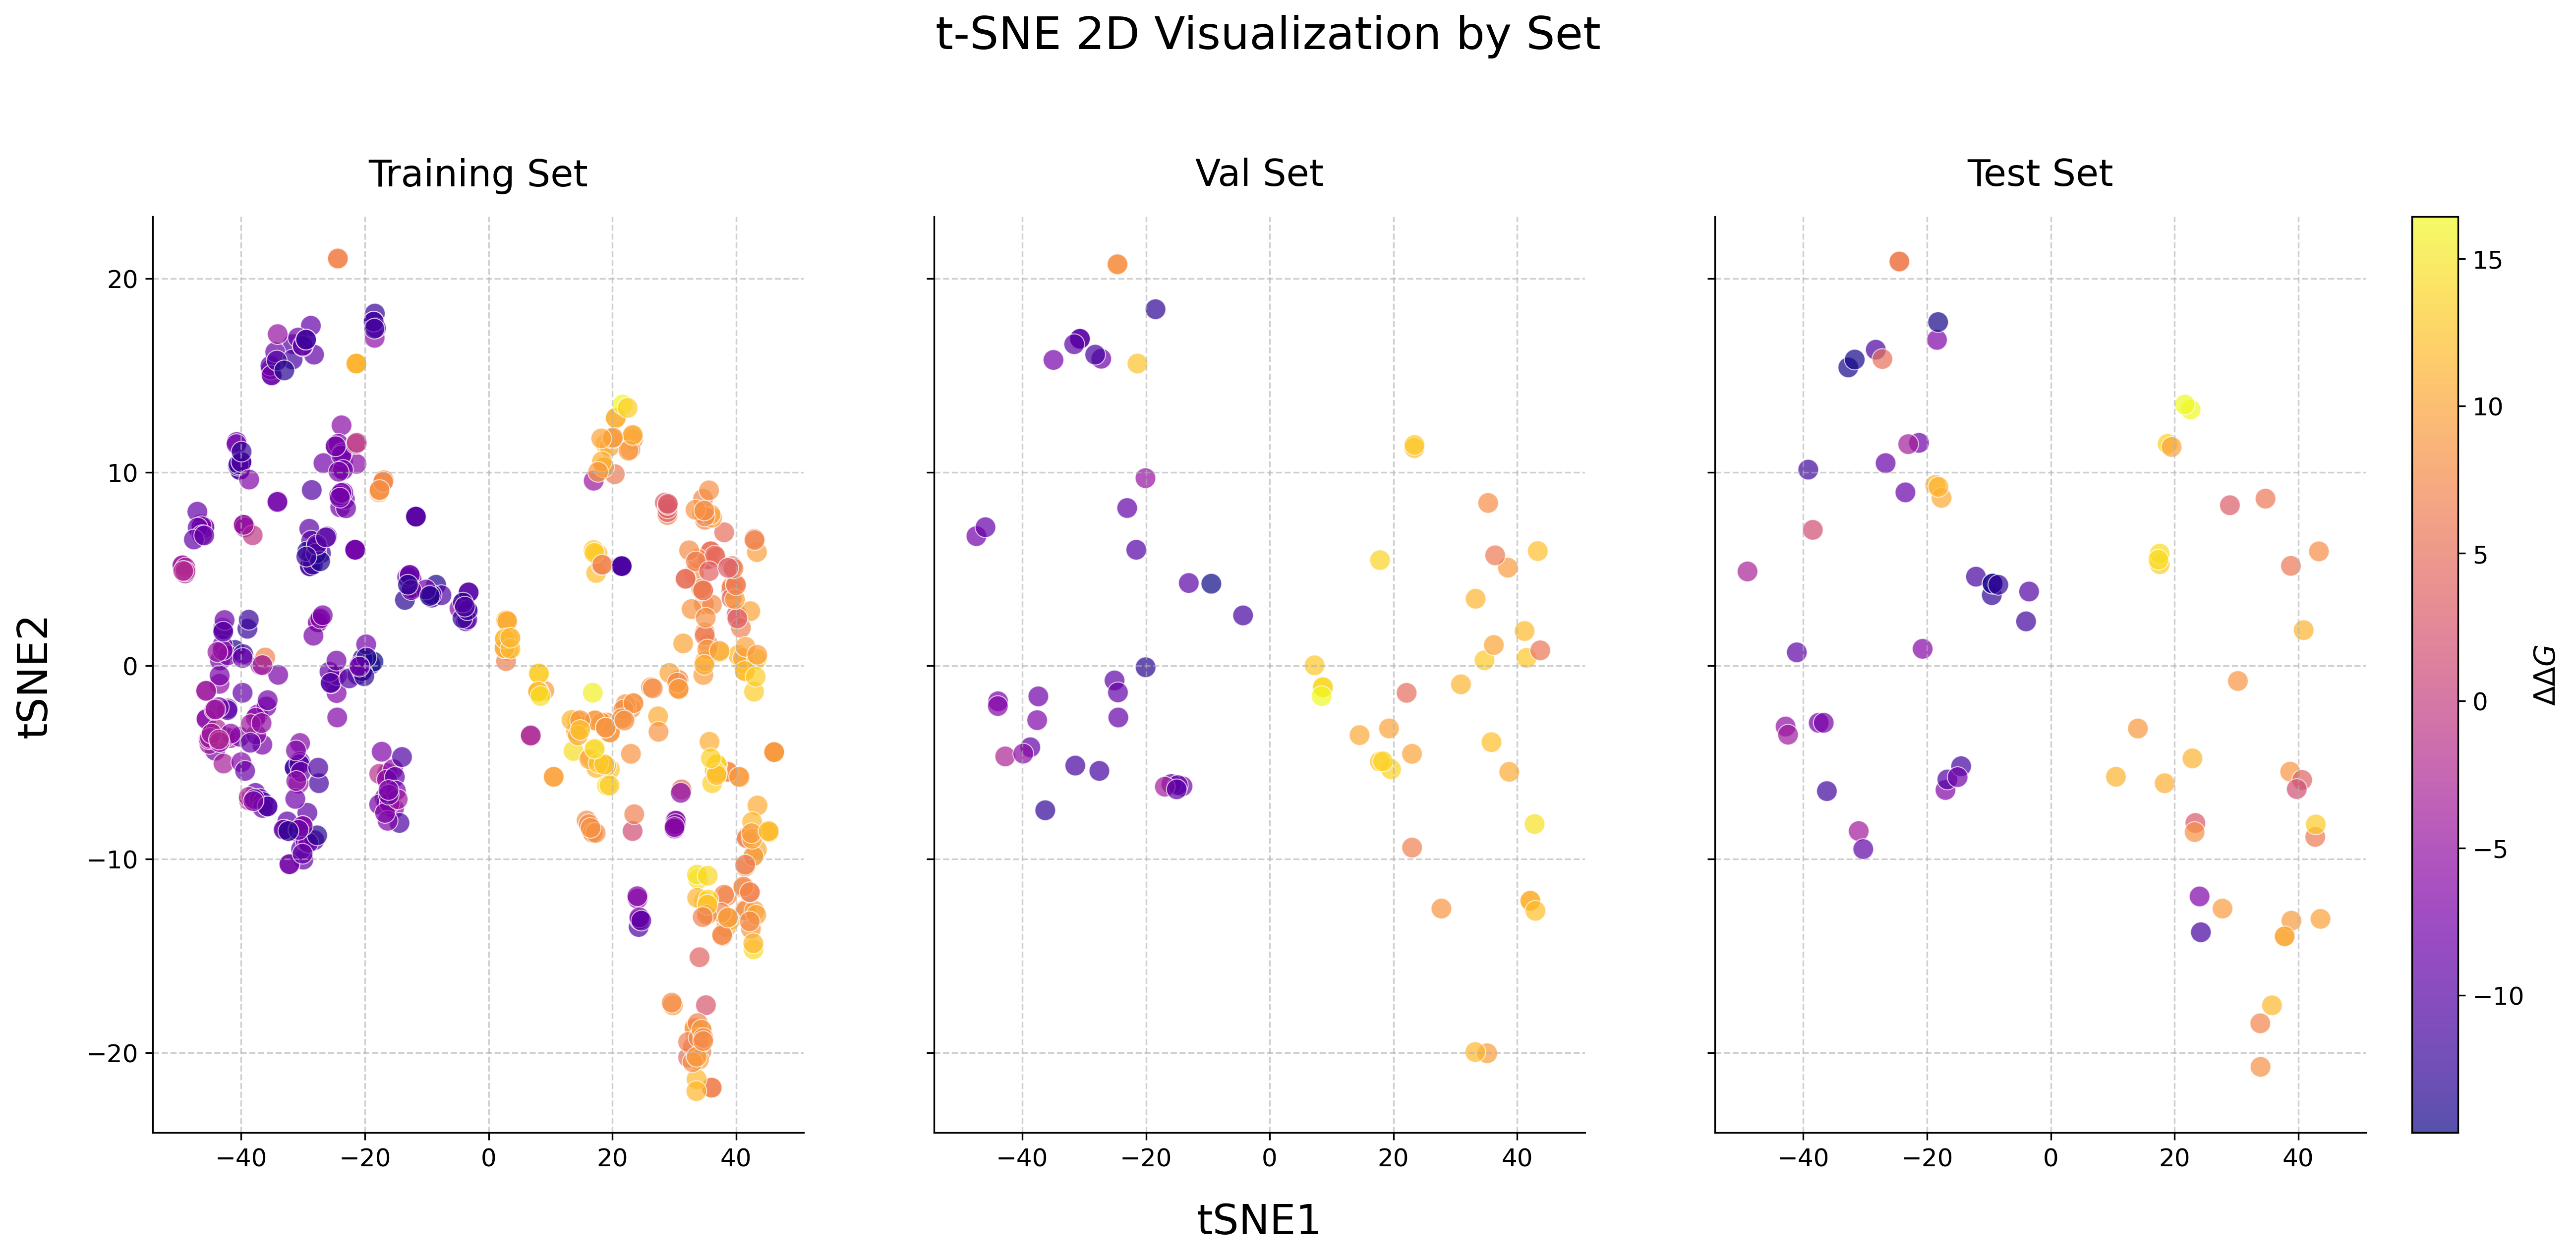 t-SNE 2D Visualization by Set
Training Set
Val Set
Test Set
tSNE2
20
10
0
−10
−20
−40 −20 0 20 40
−40 −20 0 20 40
−40 −20 0 20 40
tSNE1
15
10
5
0
−5
−10
ΔΔG